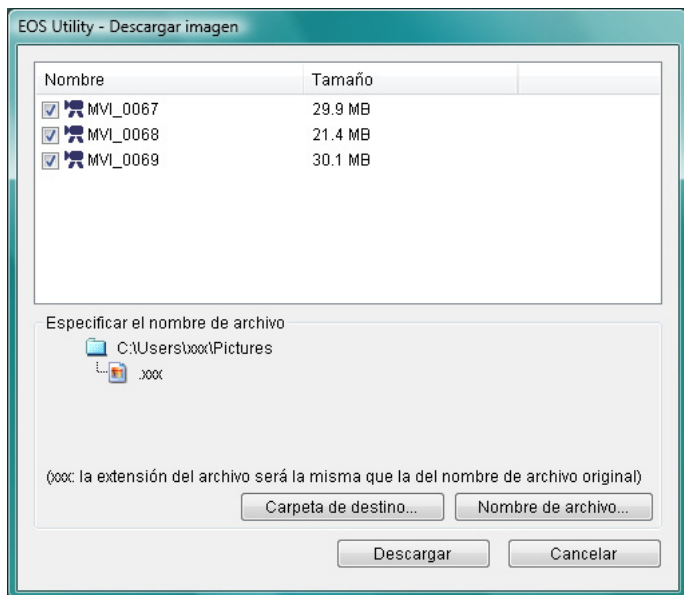 EOS Utility - Descargar imagen
Nombre Tamaño
MVI_0067 29.9 MB
MVI_0068 21.4 MB
MVI_0069 30.1 MB
Especificar el nombre de archivo
C:\Users\xxx\Pictures
.xxx
(xxx: la extensión del archivo será la misma que la del nombre de archivo original)
Carpeta de destino... Nombre de archivo...
Descargar Cancelar